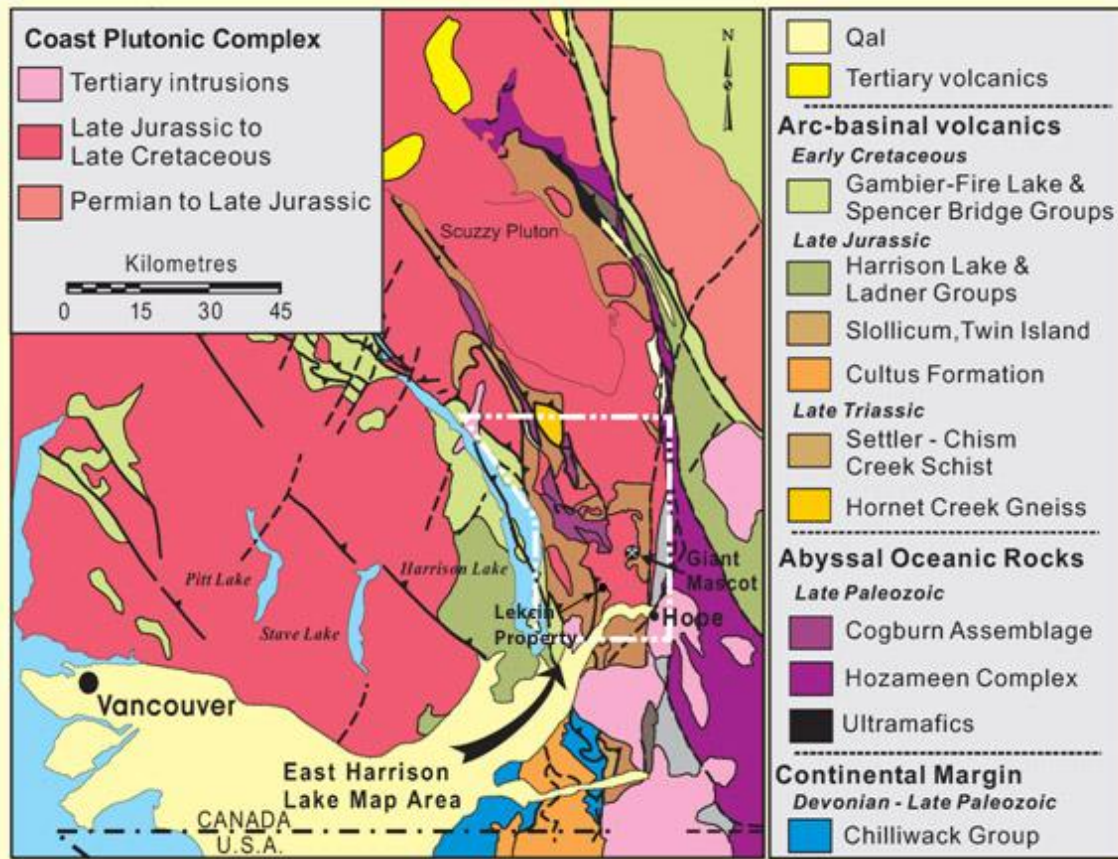 Coast Plutonic Complex
Tertiary intrusions
Late Jurassic to
Late Cretaceous
Permian to Late Jurassic
Kilometres
0 15 30 45
N
Scuzzy Pluton
Pitt Lake
Stave Lake
Harrison Lake
Giant
Mascot
Lekcin
Property
Hope
Vancouver
East Harrison
Lake Map Area
CANADA
U.S.A.
Qal
Tertiary volcanics
Arc-basinal volcanics
Early Cretaceous
Gambier-Fire Lake &
Spencer Bridge Groups
Late Jurassic
Harrison Lake &
Ladner Groups
Slollicum,Twin Island
Cultus Formation
Late Triassic
Settler - Chism
Creek Schist
Hornet Creek Gneiss
Abyssal Oceanic Rocks
Late Paleozoic
Cogburn Assemblage
Hozameen Complex
Ultramafics
Continental Margin
Devonian - Late Paleozoic
Chilliwack Group